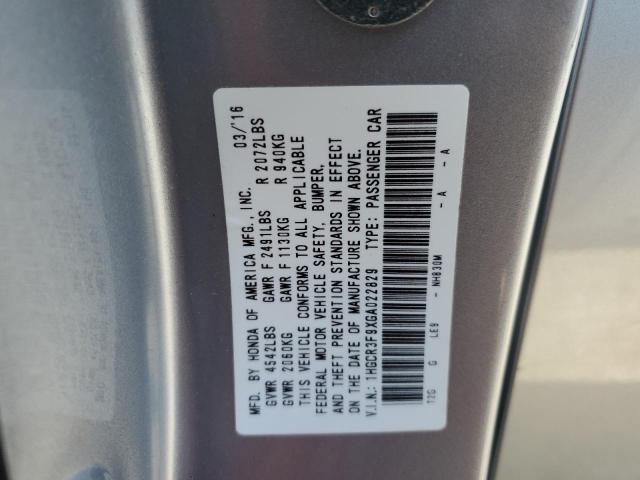 MFD. BY HONDA OF AMERICA MFG., INC. 03/'16
GVWR 4542LBS GAWR F 2491LBS R 2072LBS
GVWR 2060KG GAWR F 1130KG R 940KG
THIS VEHICLE CONFORMS TO ALL APPLICABLE
FEDERAL MOTOR VEHICLE SAFETY, BUMPER,
AND THEFT PREVENTION STANDARDS IN EFFECT
ON THE DATE OF MANUFACTURE SHOWN ABOVE.
V.I.N.: 1HGCR3F9XGA022829 TYPE: PASSENGER CAR
T2G G LE9 - NH830M - A - A